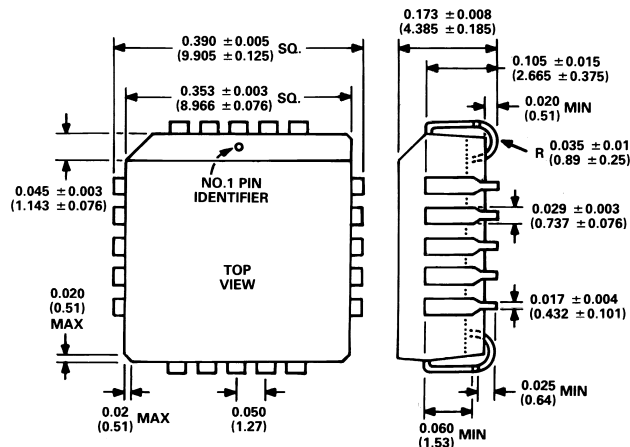 0.173 ±0.008
(4.385 ±0.185)
0.390 ±0.005
(9.905 ±0.125) SQ.
0.105 ±0.015
(2.665 ±0.375)
0.353 ±0.003
(8.966 ±0.076) SQ.
0.020
(0.51) MIN
R 0.035 ±0.01
(0.89 ±0.25)
0.045 ±0.003
(1.143 ±0.076)
NO.1 PIN
IDENTIFIER
0.029 ±0.003
(0.737 ±0.076)
TOP
VIEW
0.020
(0.51)
MAX
0.017 ±0.004
(0.432 ±0.101)
0.02
(0.51) MAX
0.050
(1.27)
0.025
(0.64) MIN
0.060
(1.53) MIN